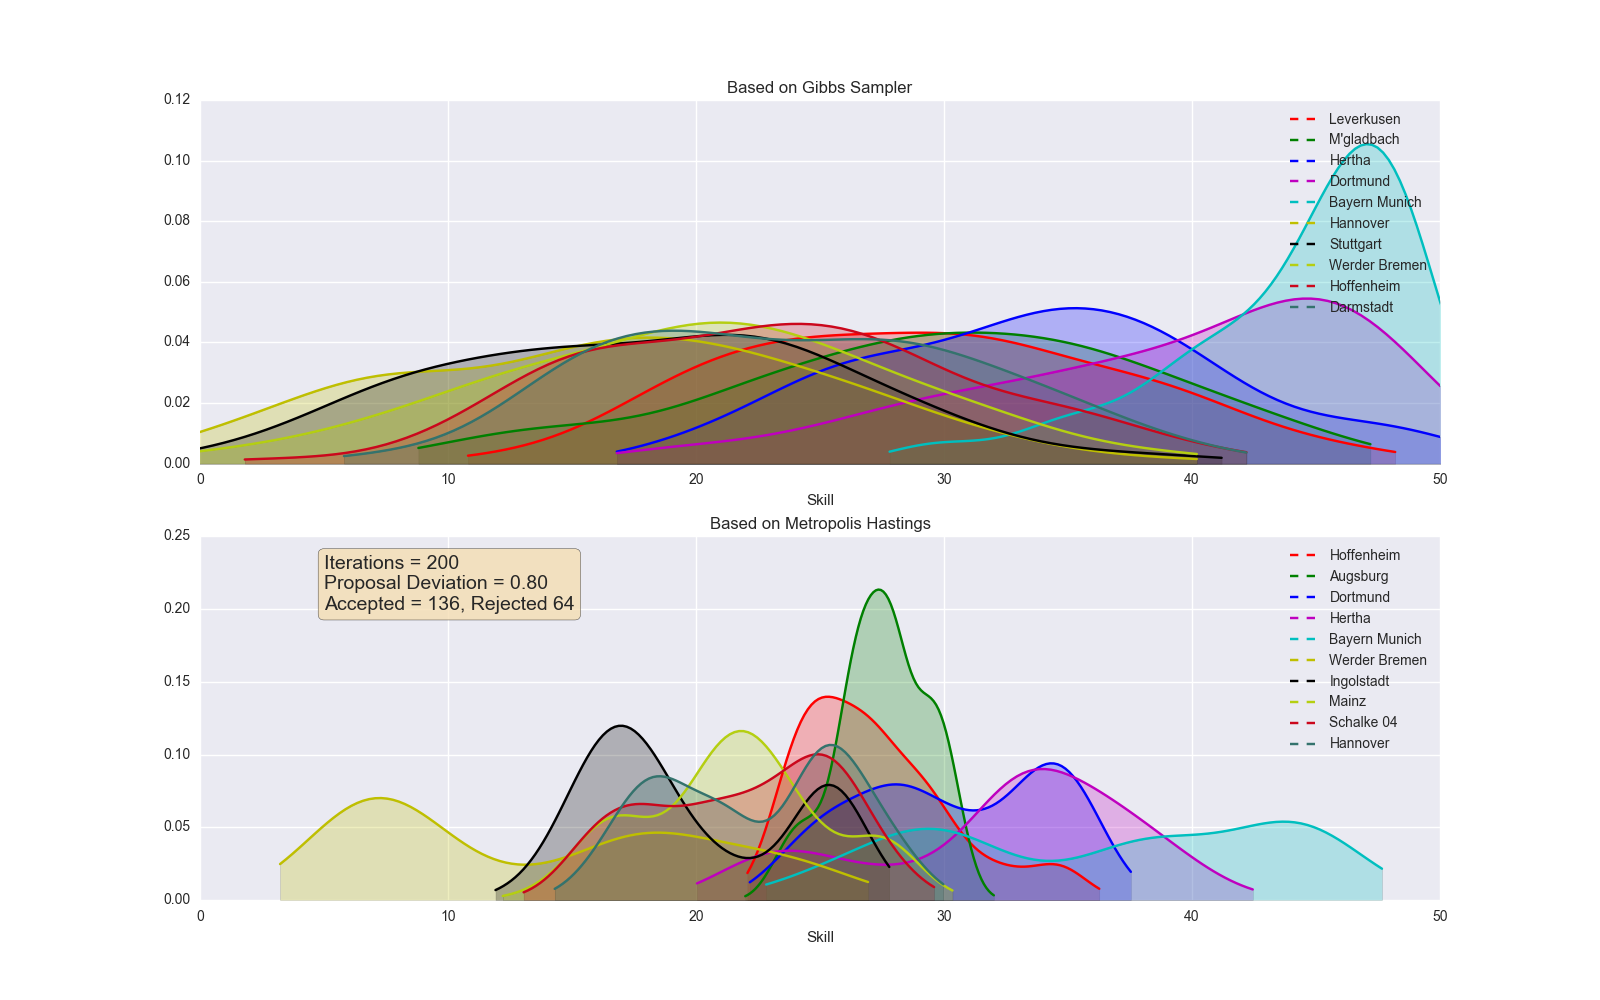 Based on Gibbs Sampler
0.12
0.10
0.08
0.06
0.04
0.02
0.00
Leverkusen
M'gladbach
Hertha
Dortmund
Bayern Munich
Hannover
Stuttgart
Werder Bremen
Hoffenheim
Darmstadt
0 10 20 30 40 50
Skill
Based on Metropolis Hastings
0.25
0.20
0.15
0.10
0.05
0.00
Iterations = 200
Proposal Deviation = 0.80
Accepted = 136, Rejected 64
Hoffenheim
Augsburg
Dortmund
Hertha
Bayern Munich
Werder Bremen
Ingolstadt
Mainz
Schalke 04
Hannover
0 10 20 30 40 50
Skill